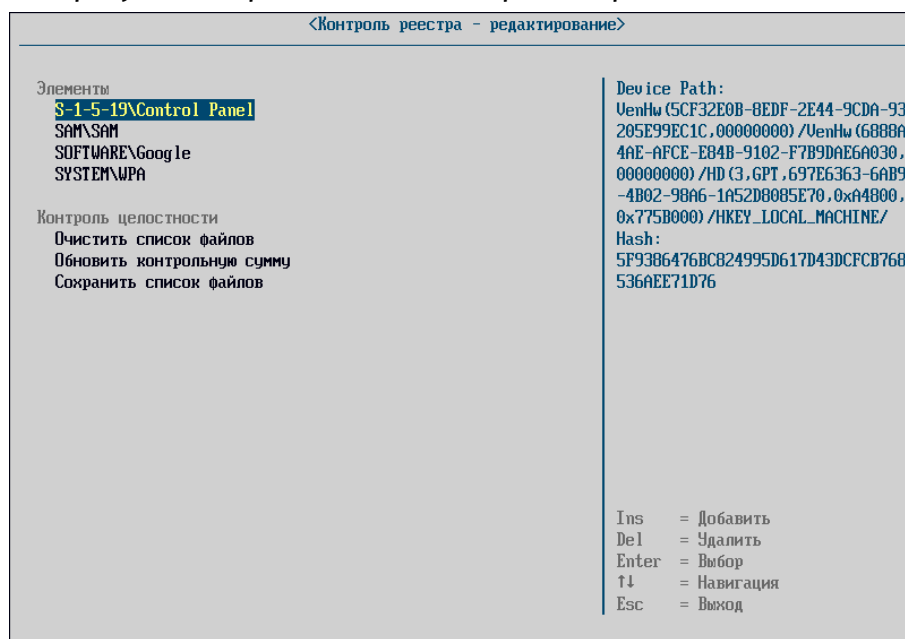 <Контроль реестра - редактирование>
Элементы
S-1-5-19\Control Panel
SAM\SAM
SOFTWARE\Google
SYSTEM\WPA
Контроль целостности
Очистить список файлов
Обновить контрольную сумму
Сохранить список файлов
Device Path:
VenHw(5CF32E0B-8EDF-2E44-9CDA-93
205E99EC1C,00000000)/VenHw(6888A
4AE-AFCE-E84B-9102-F7B9DAE6A030,
00000000)/HD(3,GPT,697E6363-6AB9
-4B02-98A6-1A52D8085E70,0xA4800,
0x775B000)/HKEY_LOCAL_MACHINE/
Hash:
5F9386476BC824995D617D43DCFCB768
536AEE71D76
Ins = Добавить
Del = Удалить
Enter = Выбор
↑↓ = Навигация
Esc = Выход